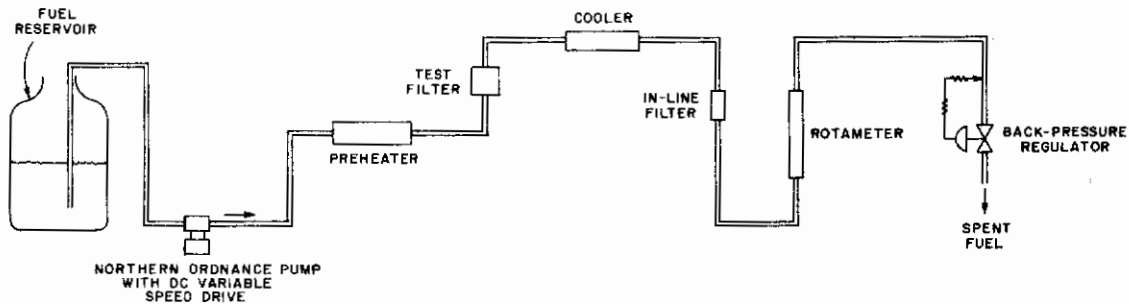 FUEL
RESERVOIR
NORTHERN ORDNANCE PUMP
WITH DC VARIABLE
SPEED DRIVE
PREHEATER
TEST
FILTER
COOLER
IN-LINE
FILTER
ROTAMETER
BACK-PRESSURE
REGULATOR
SPENT
FUEL